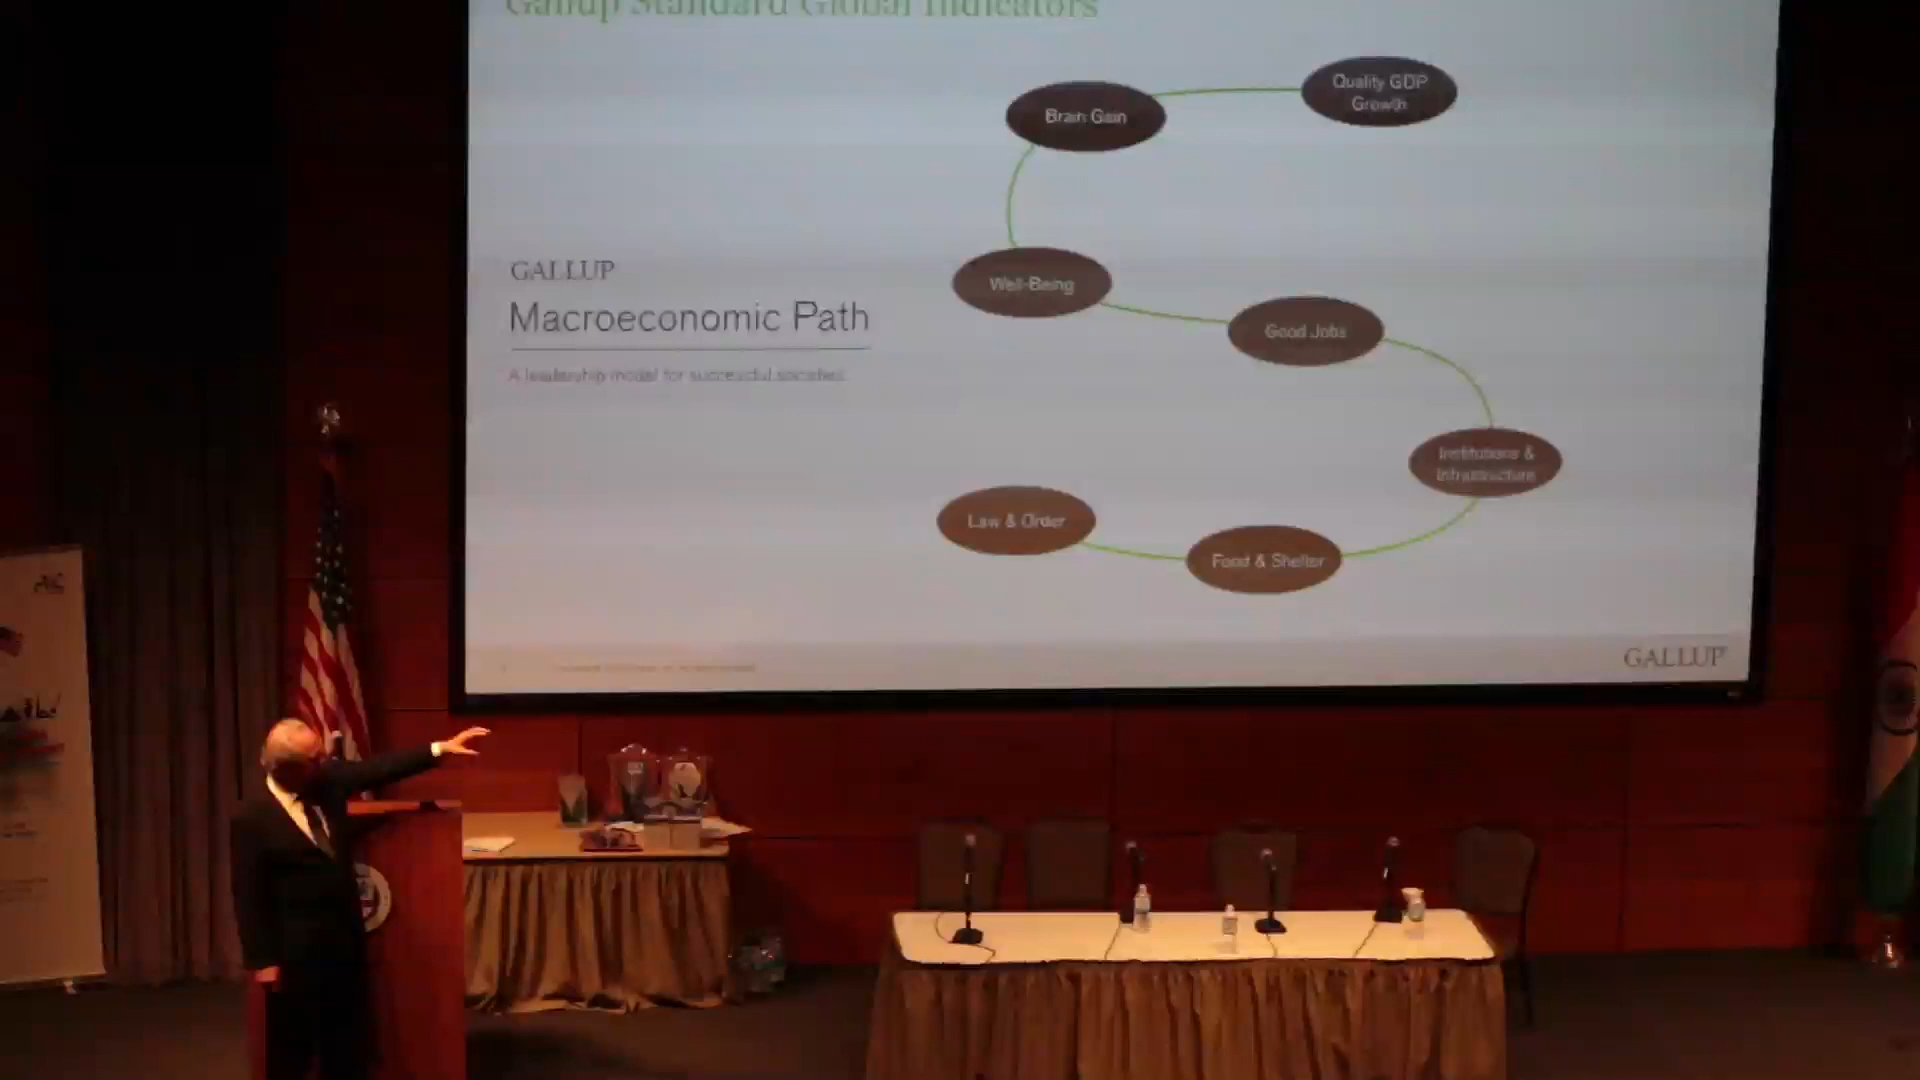 Gallup Standard Global Indicators
Quality GDP
Growth
Brain Gain
GALLUP
Macroeconomic Path
A leadership model for successful societies
Well-Being
Good Jobs
Institutions &
Infrastructure
Law & Order
Food & Shelter
GALLUP